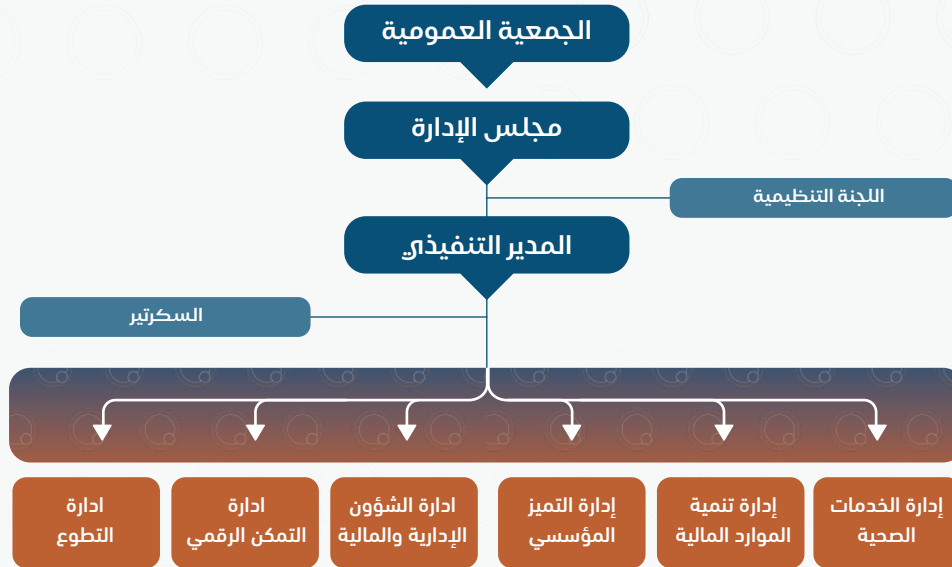 الجمعية العمومية
مجلس الإدارة
اللجنة التنظيمية
المدير التنفيذي
السكرتير
إدارة الخدمات
الصحية
إدارة تنمية
الموارد المالية
إدارة التميز
المؤسسي
ادارة الشؤون
الإدارية والمالية
ادارة
التمكن الرقمي
ادارة
التطوع